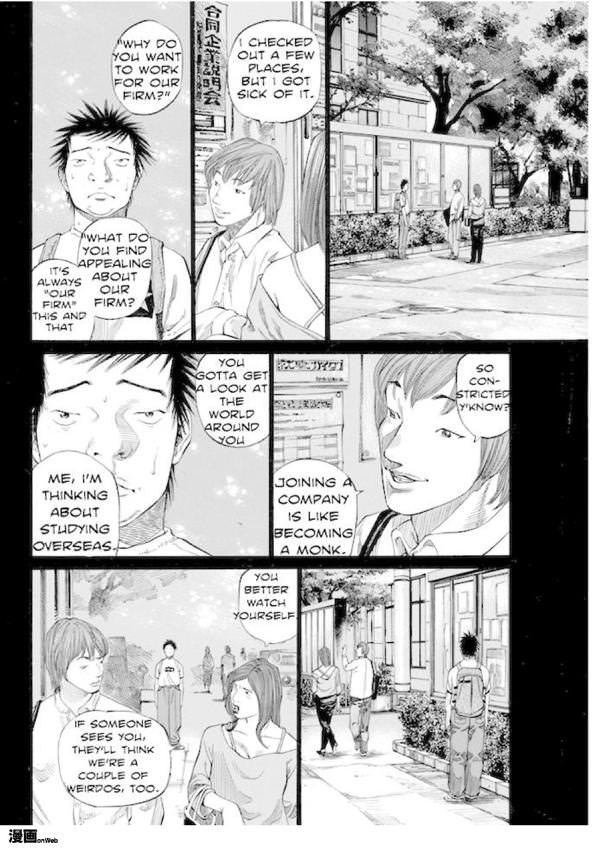 I CHECKED
OUT A FEW
PLACES,
BUT I GOT
SICK OF IT.
合同企業説明会
"WHY DO
YOU WANT
TO WORK
FOR OUR
FIRM?"
"WHAT DO
YOU FIND
APPEALING
ABOUT
OUR
FIRM?
IT'S
ALWAYS
"OUR
FIRM"
THIS AND
THAT
SO
CON-
STRICTED
Y'KNOW?
JOINING A
COMPANY
IS LIKE
BECOMING
A MONK.
YOU
GOTTA GET
A LOOK AT
THE
WORLD
AROUND
YOU
ME, I'M
THINKING
ABOUT
STUDYING
OVERSEAS.
YOU
BETTER
WATCH
YOURSELF
IF SOMEONE
SEES YOU,
THEY'LL THINK
WE'RE A
COUPLE OF
WEIRDOS, TOO.
漫画onWeb